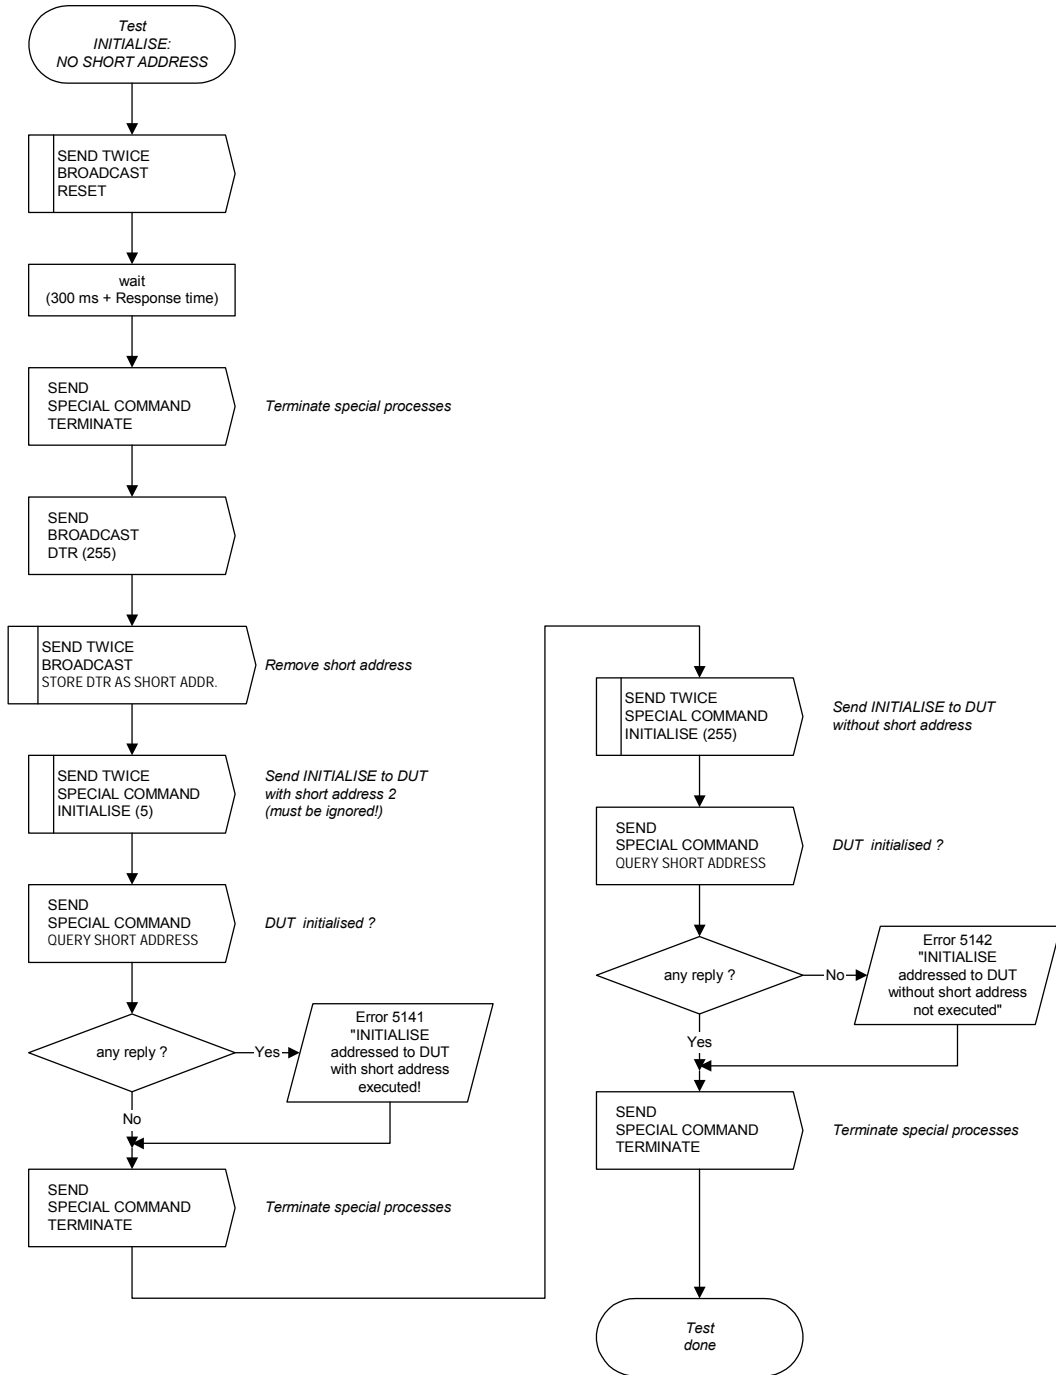 Test
INITIALISE:
NO SHORT ADDRESS
SEND TWICE
BROADCAST
RESET
wait
(300 ms + Response time)
SEND
SPECIAL COMMAND
TERMINATE
Terminate special processes
SEND
BROADCAST
DTR (255)
SEND TWICE
BROADCAST
STORE DTR AS SHORT ADDR.
Remove short address
SEND TWICE
SPECIAL COMMAND
INITIALISE (5)
Send INITIALISE to DUT
with short address 2
(must be ignored!)
SEND
SPECIAL COMMAND
QUERY SHORT ADDRESS
DUT initialised ?
any reply ?
Yes
Error 5141
"INITIALISE
addressed to DUT
with short address
executed!
No
SEND
SPECIAL COMMAND
TERMINATE
Terminate special processes
SEND TWICE
SPECIAL COMMAND
INITIALISE (255)
Send INITIALISE to DUT
without short address
SEND
SPECIAL COMMAND
QUERY SHORT ADDRESS
DUT initialised ?
any reply ?
No
Error 5142
"INITIALISE
addressed to DUT
without short address
not executed"
Yes
SEND
SPECIAL COMMAND
TERMINATE
Terminate special processes
Test
done